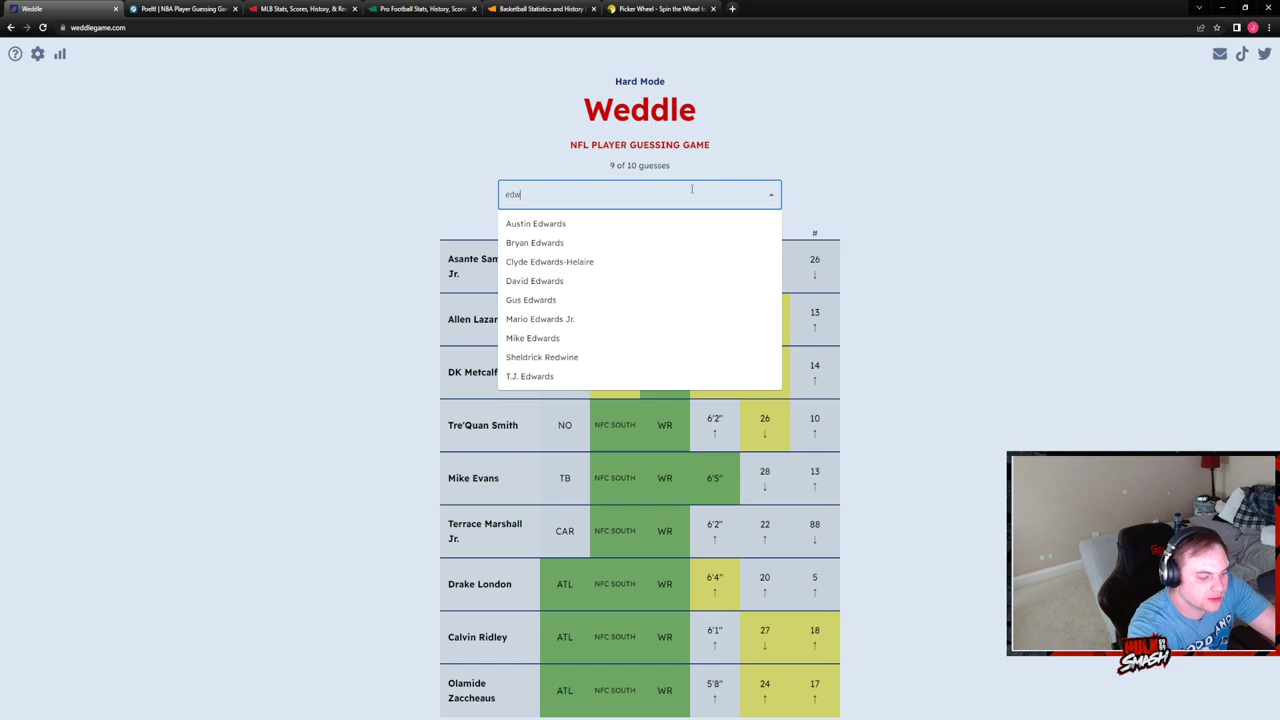 Weddle
Poeltl | NBA Player Guessing Gam
MLB Stats, Scores, History, & Re
Pro Football Stats, History, Scores
Basketball Statistics and History |
Picker Wheel - Spin the Wheel to
weddlegame.com
Hard Mode
Weddle
NFL PLAYER GUESSING GAME
9 of 10 guesses
edw
Austin Edwards
Bryan Edwards
Clyde Edwards-Helaire
David Edwards
Gus Edwards
Mario Edwards Jr.
Mike Edwards
Sheldrick Redwine
T.J. Edwards
#
Asante Sam
Jr.
26
↓
Allen Lazar
13
↑
DK Metcalf
14
↑
Tre'Quan Smith NO NFC SOUTH WR 6'2" 26 10
↑ ↓ ↑
Mike Evans TB NFC SOUTH WR 6'5" 28 13
↓ ↑
Terrace Marshall
Jr. CAR NFC SOUTH WR 6'2" 22 88
↑ ↑ ↓
Drake London ATL NFC SOUTH WR 6'4" 20 5
↑ ↑ ↑
Calvin Ridley ATL NFC SOUTH WR 6'1" 27 18
↑ ↓ ↑
Olamide
Zaccheaus ATL NFC SOUTH WR 5'8" 24 17
↑ ↑ ↑
HULK
SMASH